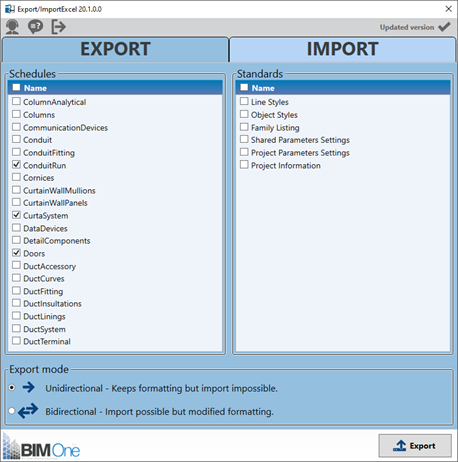 Export/ImportExcel 20.1.0.0
Updated version
EXPORT
IMPORT
Schedules
Name
ColumnAnalytical
Columns
CommunicationDevices
Conduit
ConduitFitting
ConduitRun
Cornices
CurtainWallMullions
CurtainWallPanels
CurtaSystem
DataDevices
DetailComponents
Doors
DuctAccessory
DuctCurves
DuctFitting
DuctInsultations
DuctLinings
DuctSystem
DuctTerminal
Standards
Name
Line Styles
Object Styles
Family Listing
Shared Parameters Settings
Project Parameters Settings
Project Information
Export mode
Unidirectional - Keeps formatting but import impossible.
Bidirectional - Import possible but modified formatting.
BIMOne
Export